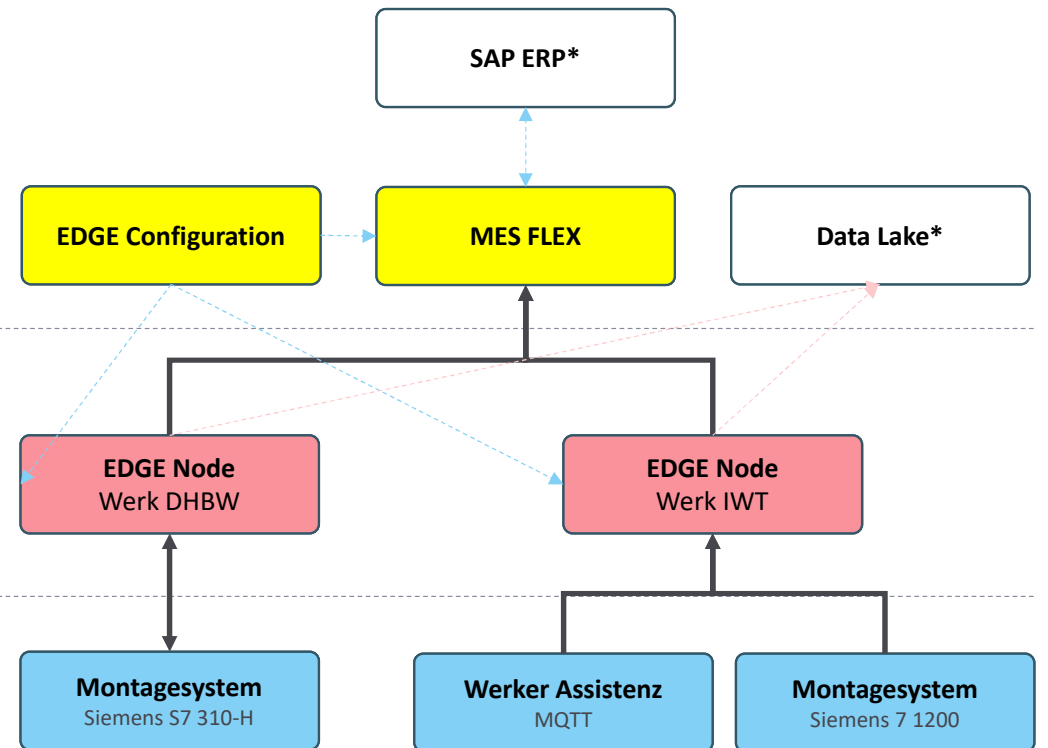 SAP ERP*
EDGE Configuration
MES FLEX
Data Lake*
EDGE Node
Werk DHBW
EDGE Node
Werk IWT
Montagesystem
Siemens S7 310-H
Werker Assistenz
MQTT
Montagesystem
Siemens 7 1200